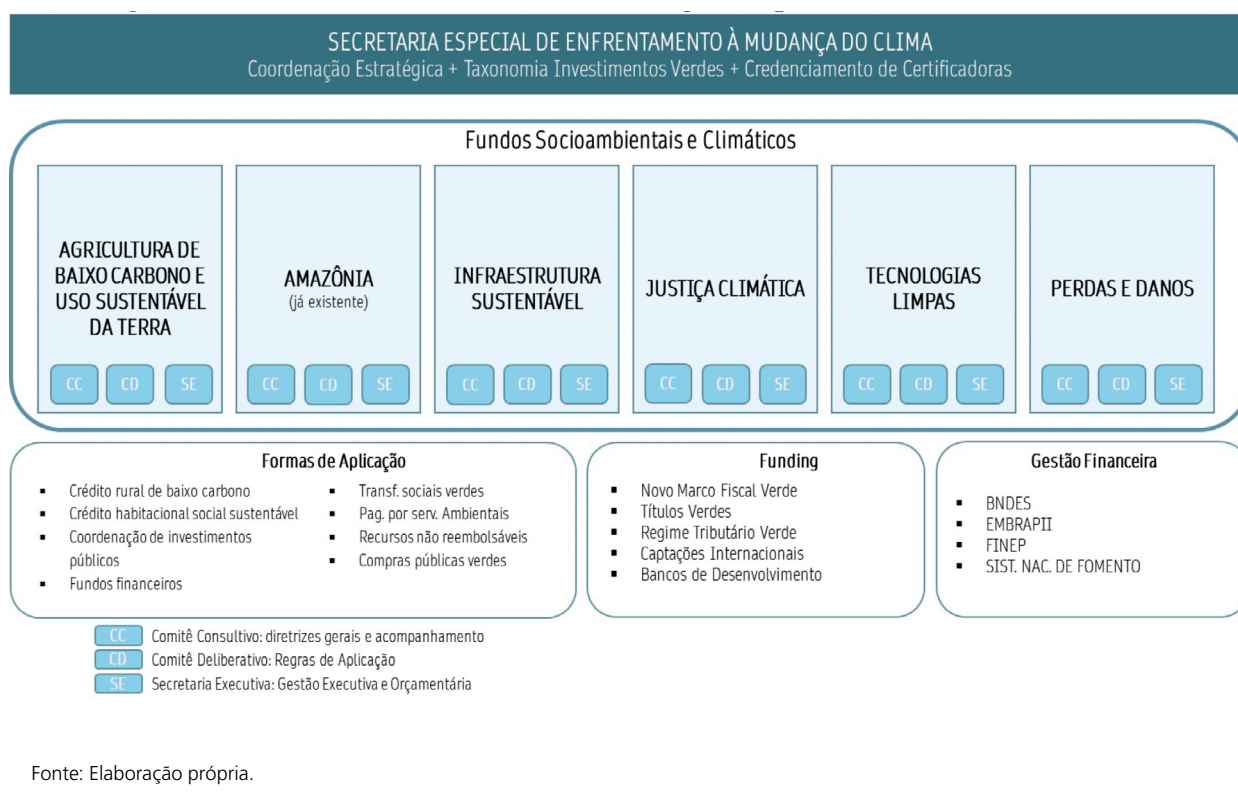 SECRETARIA ESPECIAL DE ENFRENTAMENTO À MUDANÇA DO CLIMA
Coordenação Estratégica + Taxonomia Investimentos Verdes + Credenciamento de Certificadoras
Fundos Socioambientais e Climáticos
AGRICULTURA DE
BAIXO CARBONO E
USO SUSTENTÁVEL
DA TERRA
CC CD SE
AMAZÔNIA
(já existente)
CC CD SE
INFRAESTRUTURA
SUSTENTÁVEL
CC CD SE
JUSTIÇA CLIMÁTICA
CC CD SE
TECNOLOGIAS
LIMPAS
CC CD SE
PERDAS E DANOS
CC CD SE
Formas de Aplicação
▪ Crédito rural de baixo carbono
▪ Crédito habitacional social sustentável
▪ Coordenação de investimentos
públicos
▪ Fundos financeiros
▪ Transf. sociais verdes
▪ Pag. por serv. Ambientais
▪ Recursos não reembolsáveis
▪ Compras públicas verdes
Funding
▪ Novo Marco Fiscal Verde
▪ Títulos Verdes
▪ Regime Tributário Verde
▪ Captações Internacionais
▪ Bancos de Desenvolvimento
Gestão Financeira
▪ BNDES
▪ EMBRAPII
▪ FINEP
▪ SIST. NAC. DE FOMENTO
CC Comitê Consultivo: diretrizes gerais e acompanhamento
CD Comitê Deliberativo: Regras de Aplicação
SE Secretaria Executiva: Gestão Executiva e Orçamentária
Fonte: Elaboração própria.